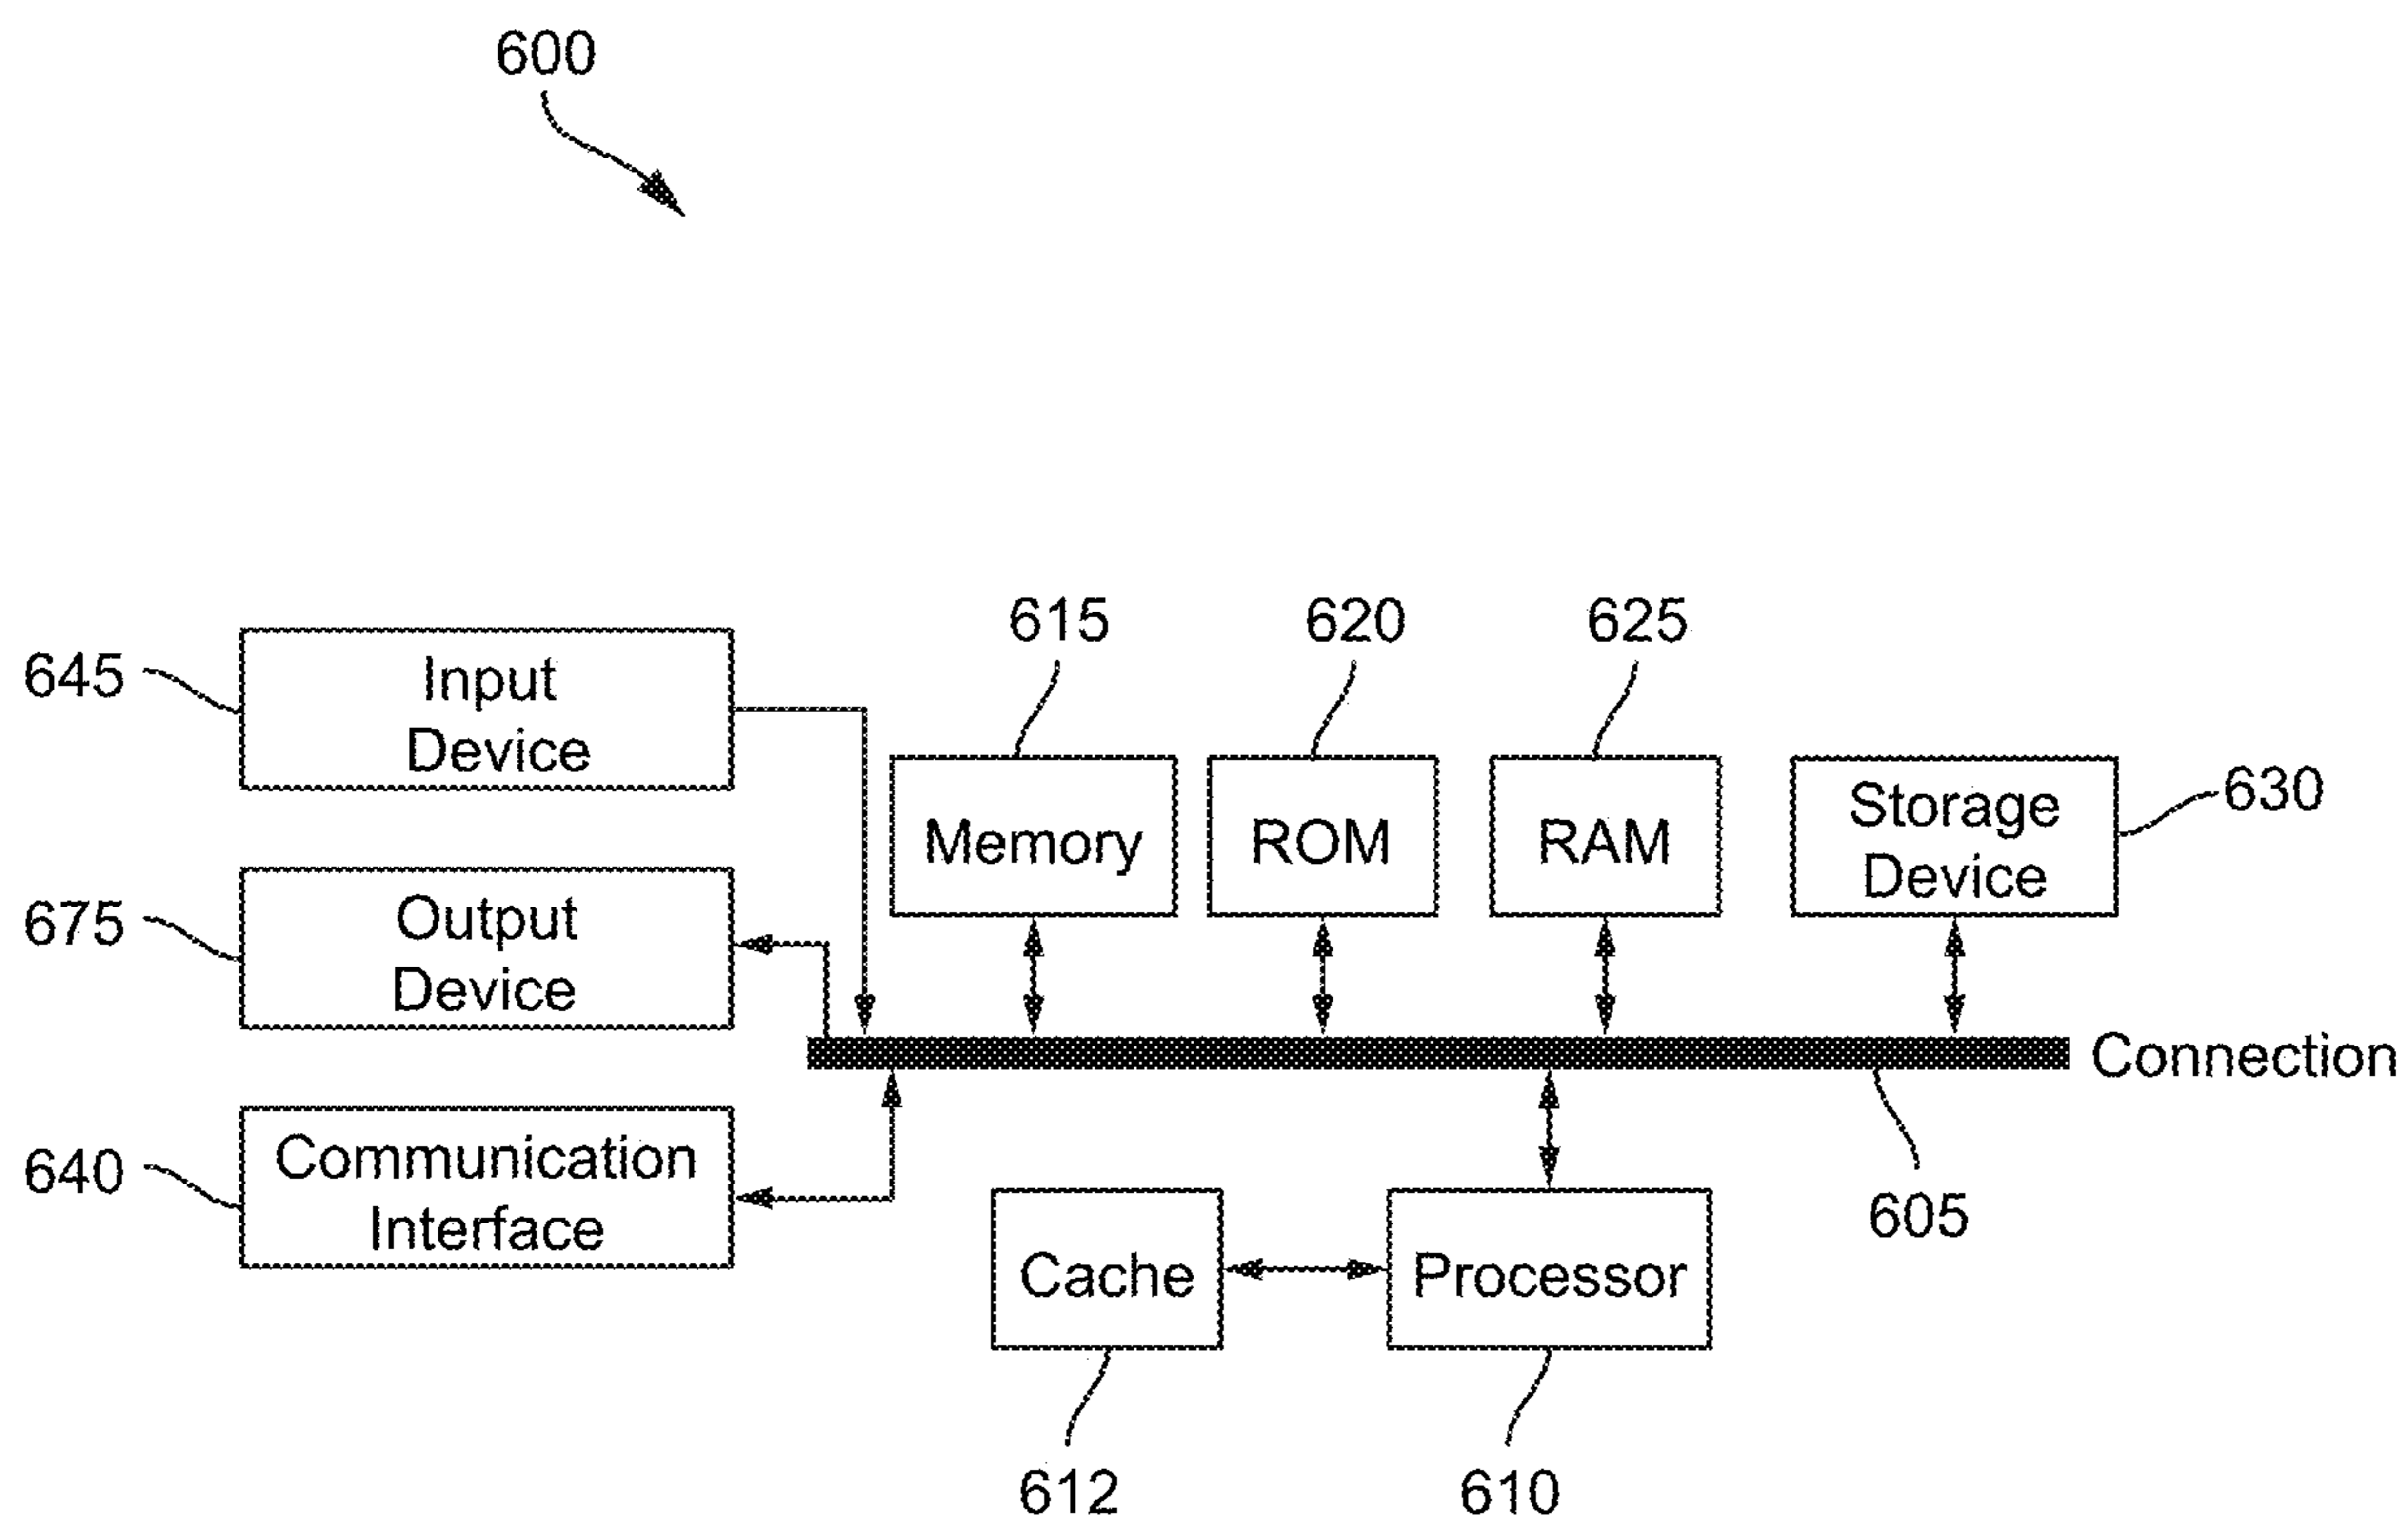 600
645
Input
Device
675
Output
Device
640
Communication
Interface
615
Memory
620
ROM
625
RAM
630
Storage
Device
Connection
605
Cache
612
Processor
610